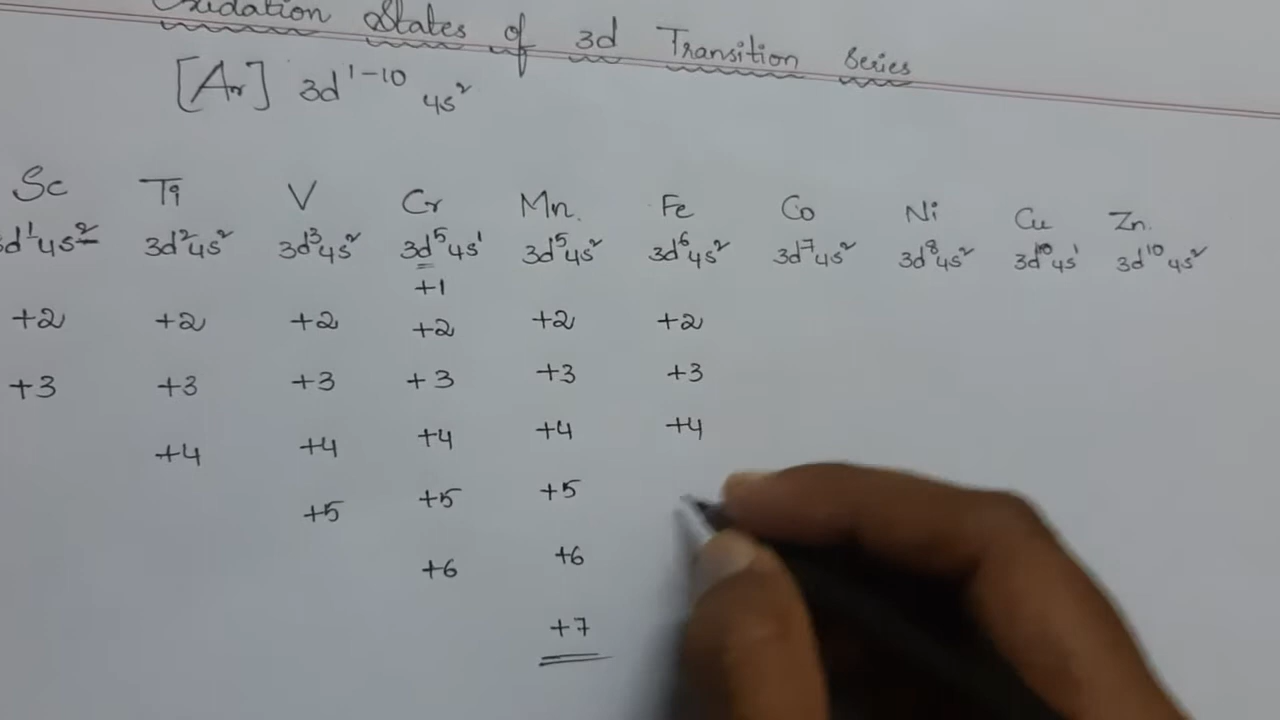 Oxidation States of 3d Transition Series
[Ar] 3d¹⁻¹⁰ 4s²
Sc Ti V Cr Mn. Fe Co Ni Cu Zn.
3d¹4s² 3d²4s² 3d³4s² 3d⁵4s¹ 3d⁵4s² 3d⁶4s² 3d⁷4s² 3d⁸4s² 3d¹⁰4s¹ 3d¹⁰4s²
+1
+2 +2 +2 +2 +2 +2
+3 +3 +3 +3 +3 +3
+4 +4 +4 +4 +4
+5 +5 +5
+6 +6
+7